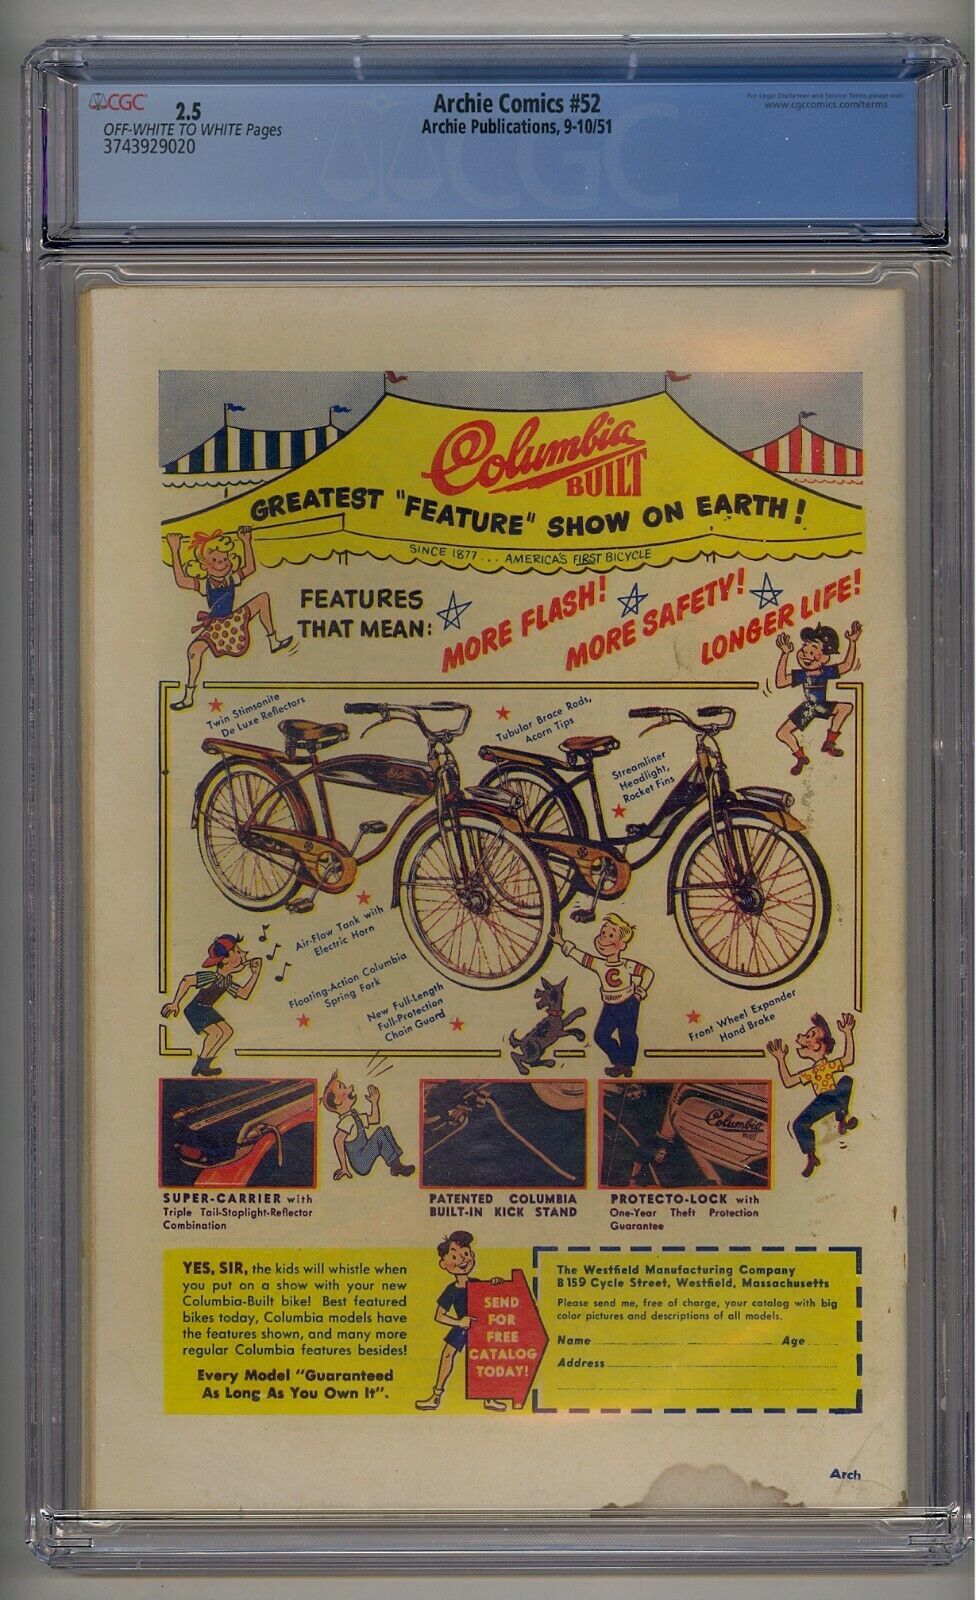 CGC
2.5
OFF-WHITE TO WHITE Pages
3743929020
Archie Comics #52
Archie Publications, 9-10/51
For Legal Disclaimer and Service Terms,please visit:
www.cgccomics.com/terms
CGC
Columbia
BUILT
GREATEST "FEATURE" SHOW ON EARTH!
SINCE 1877... AMERICA'S FIRST BICYCLE
FEATURES
THAT MEAN:
MORE FLASH!
MORE SAFETY!
LONGER LIFE!
Twin Stimsonite
De Luxe Reflectors
Tubular Brace Rods,
Acorn Tips
Streamliner
Headlight,
Rocket Fins
Air-Flow Tank with
Electric Horn
Floating-Action Columbia
Spring Fork
New Full-Length
Full-Protection
Chain Guard
C
Front Wheel Expander
Hand Brake
Columbia
BUILT
SUPER-CARRIER with
Triple Tail-Stoplight-Reflector
Combination
PATENTED COLUMBIA
BUILT-IN KICK STAND
PROTECTO-LOCK with
One-Year Theft Protection
Guarantee
YES, SIR, the kids will whistle when
you put on a show with your new
Columbia-Built bike! Best featured
bikes today, Columbia models have
the features shown, and many more
regular Columbia features besides!
Every Model "Guaranteed
As Long As You Own It".
SEND
FOR
FREE
CATALOG
TODAY!
The Westfield Manufacturing Company
B159 Cycle Street, Westfield, Massachusetts
Please send me, free of charge, your catalog with big
color pictures and descriptions of all models.
Name Age
Address
Arch